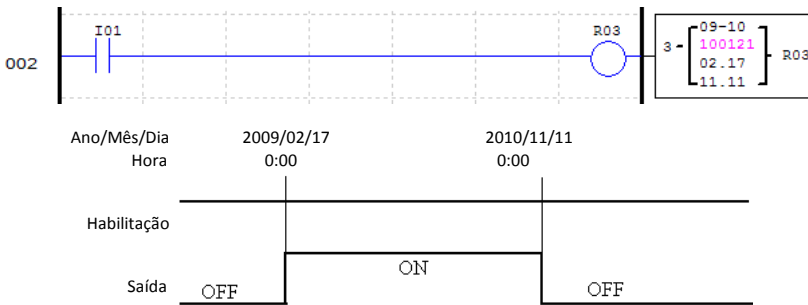 I01 R03
002
3 - 09-10
100121
02.17
11.11
R03
Ano/Mês/Dia 2009/02/17 2010/11/11
Hora 0:00 0:00
Habilitação
Saída OFF ON OFF